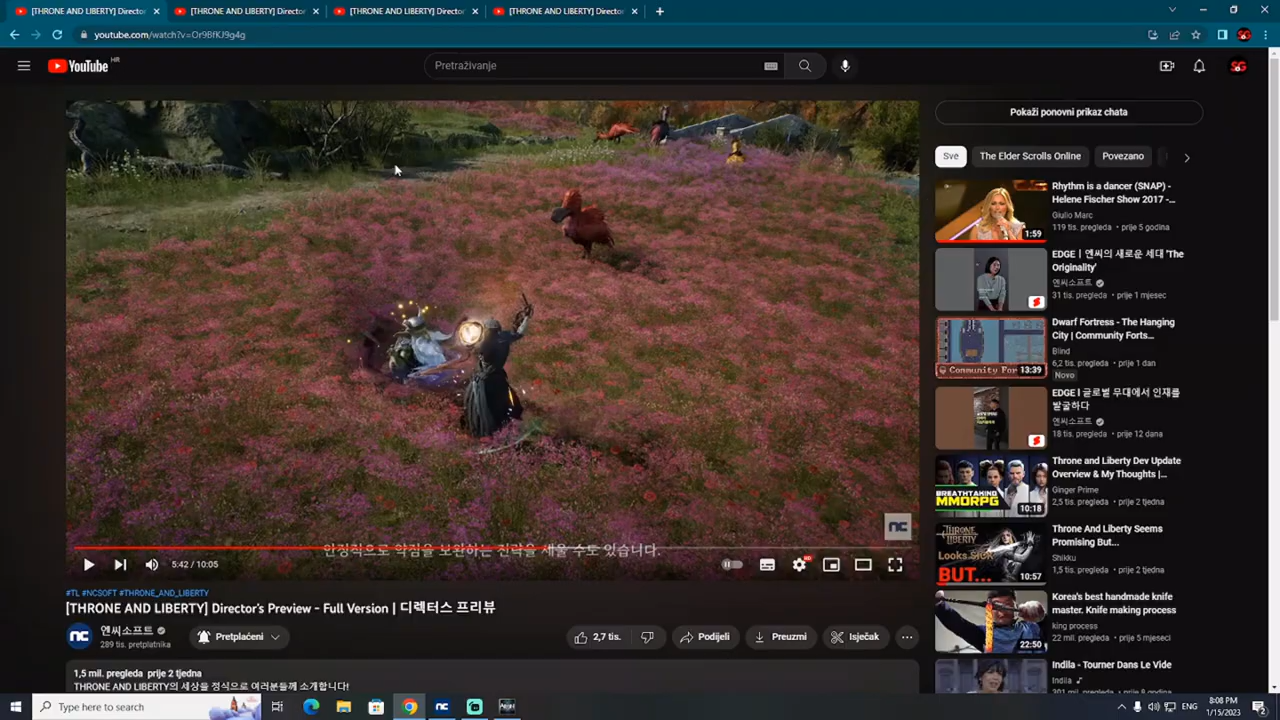 [THRONE AND LIBERTY] Director
[THRONE AND LIBERTY] Director
[THRONE AND LIBERTY] Director
[THRONE AND LIBERTY] Director
youtube.com/watch?v=Or9BfKJ9g4g
YouTube HR
Pretraživanje
SG
Pokaži ponovni prikaz chata
Sve
The Elder Scrolls Online
Povezano
Rhythm is a dancer (SNAP) -
Helene Fischer Show 2017 -...
Giulio Marc
119 tis. pregleda • prije 5 godina
1:59
EDGE | 엔씨의 새로운 세대 'The
Originality'
엔씨소프트
31 tis. pregleda • prije 1 mjesec
Dwarf Fortress - The Hanging
City | Community Forts...
Blind
6,2 tis. pregleda • prije 1 dan
Novo
Community For
13:39
EDGE l 글로벌 무대에서 인재를
발굴하다
엔씨소프트
18 tis. pregleda • prije 12 dana
Throne and Liberty Dev Update
Overview & My Thoughts |...
Ginger Prime
2,5 tis. pregleda • prije 2 tjedna
BREATHTAKING
MMORPG
10:18
Throne And Liberty Seems
Promising But...
Shikku
1,5 tis. pregleda • prije 2 tjedna
THRONE
LIBERTY
Looks SICK
BUT...
10:57
Korea's best handmade knife
master. Knife making process
king process
22 mil. pregleda • prije 5 mjeseci
22:50
Indila - Tourner Dans Le Vide
Indila
301 mil. pregleda • prije 8 godina
nc
안정적으로 약점을 보완하는 전략을 세울 수도 있습니다.
5:42 / 10:05
HD
#TL #NCSOFT #THRONE_AND_LIBERTY
[THRONE AND LIBERTY] Director's Preview - Full Version | 디렉터스 프리뷰
nc
엔씨소프트
289 tis. pretplatnika
Pretplaćeni
2,7 tis.
Podijeli
Preuzmi
Isječak
1,5 mil. pregleda prije 2 tjedna
THRONE AND LIBERTY의 세상을 정식으로 여러분들께 소개합니다!
Type here to search
nc
ENG
8:08 PM
1/15/2023
2